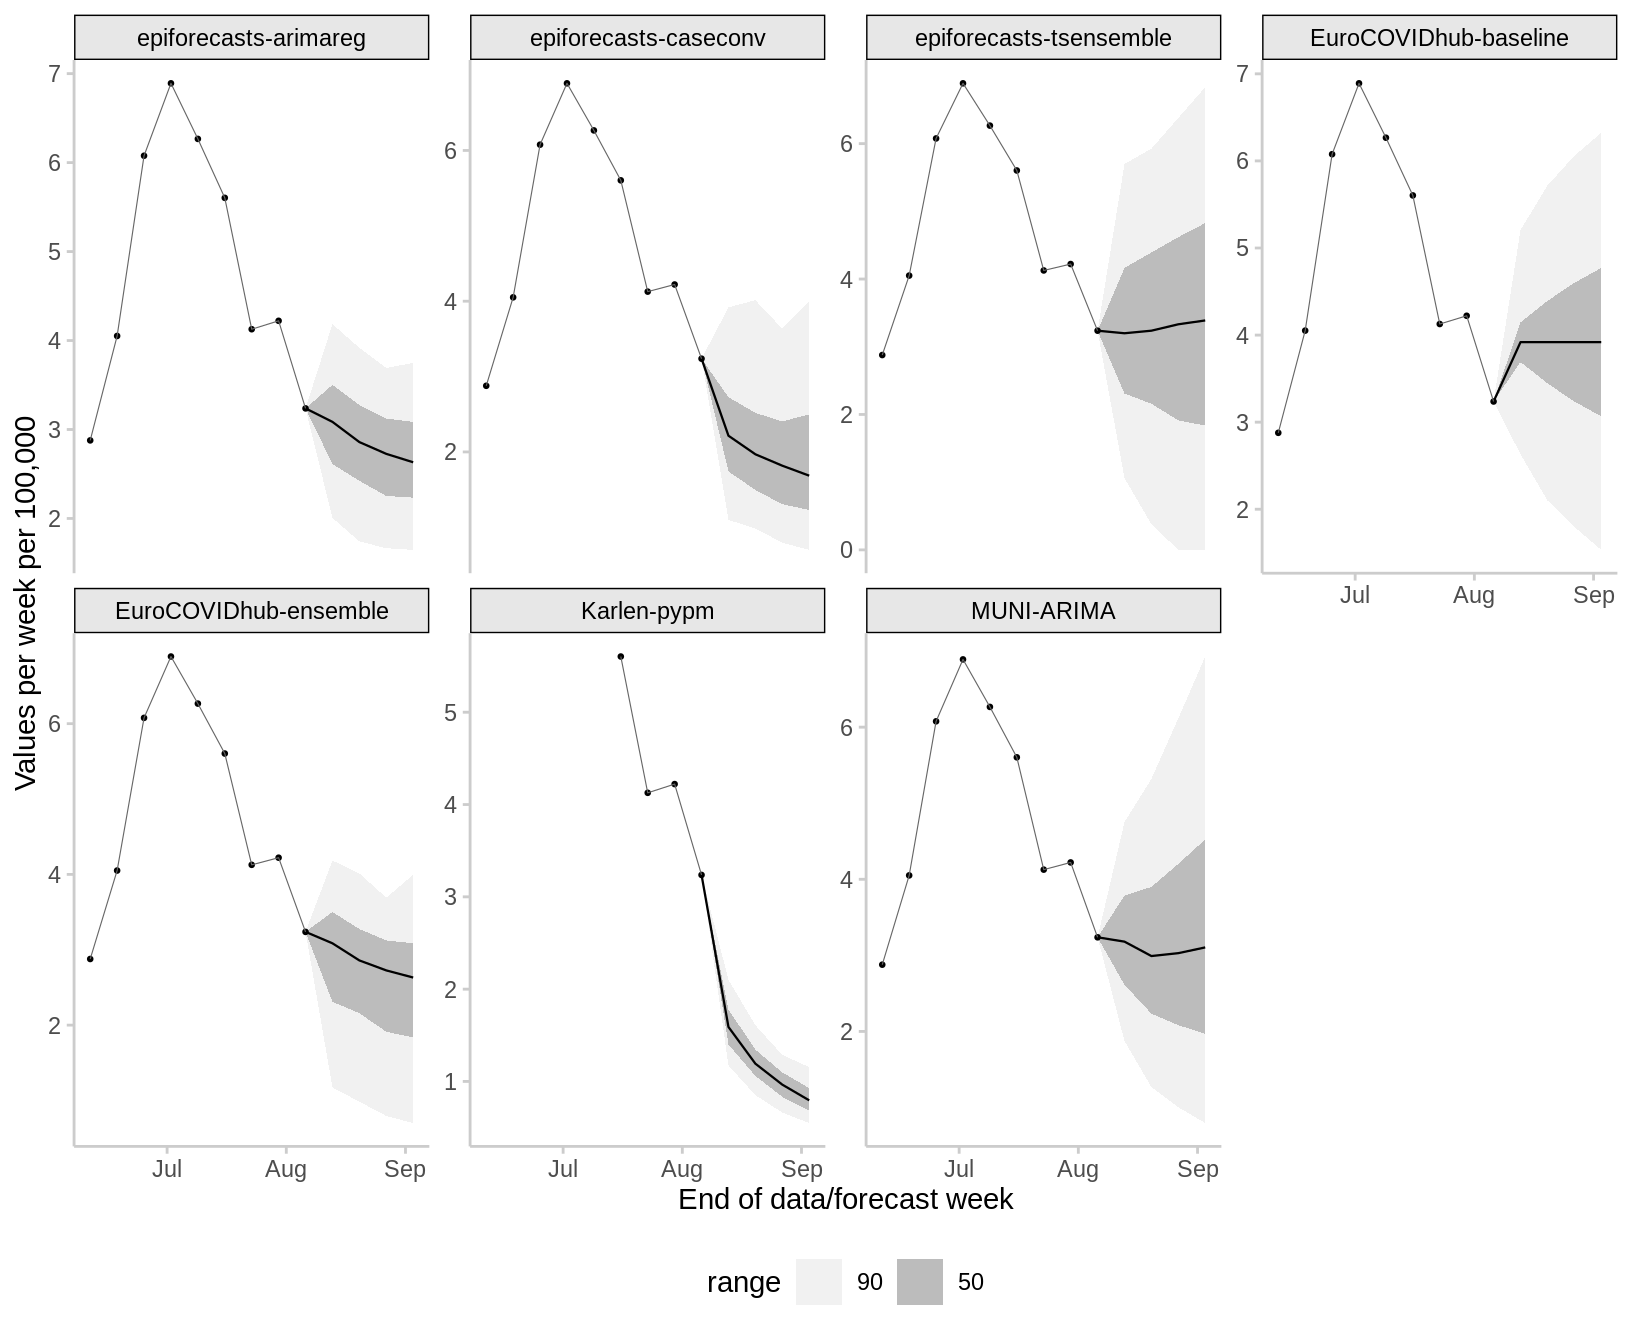 epiforecasts-arimareg
epiforecasts-caseconv
epiforecasts-tsensemble
EuroCOVIDhub-baseline
7
6
5
4
3
2
6
4
2
6
4
2
0
7
6
5
4
3
2
Jul Aug Sep
EuroCOVIDhub-ensemble
Karlen-pypm
MUNI-ARIMA
6
4
2
5
4
3
2
1
6
4
2
Jul Aug Sep
Jul Aug Sep
Jul Aug Sep
Values per week per 100,000
End of data/forecast week
range 90 50